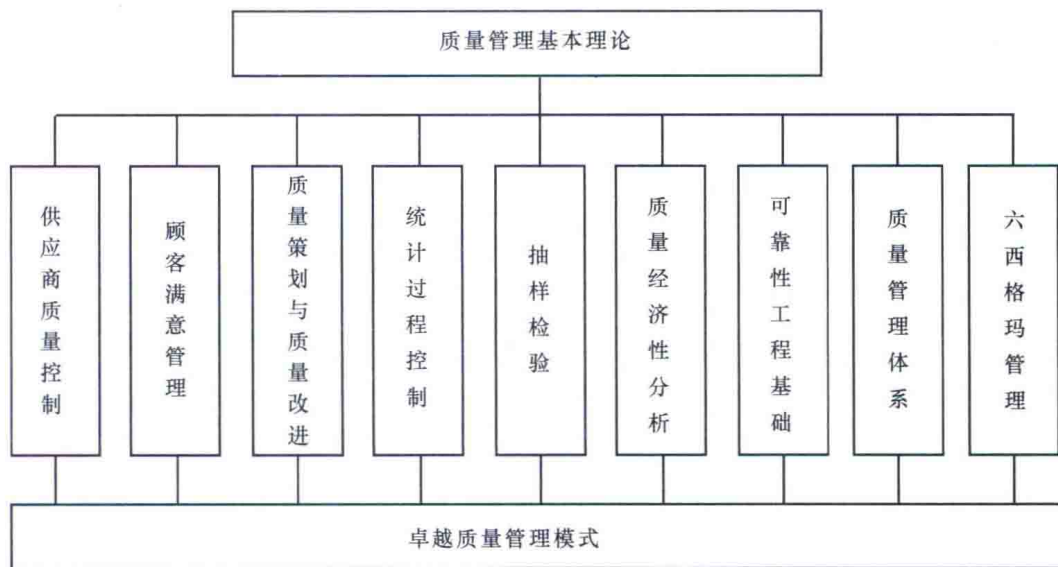 质量管理基本理论
供应商质量控制
顾客满意管理
质量策划与质量改进
统计过程控制
抽样检验
质量经济性分析
可靠性工程基础
质量管理体系
六西格玛管理
卓越质量管理模式